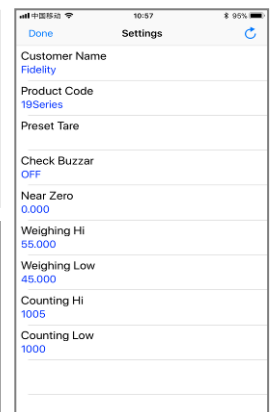 中国移动 10:57 95%
Done Settings
Customer Name
Fidelity
Product Code
19Series
Preset Tare
Check Buzzar
OFF
Near Zero
0.000
Weighing Hi
55.000
Weighing Low
45.000
Counting Hi
1005
Counting Low
1000